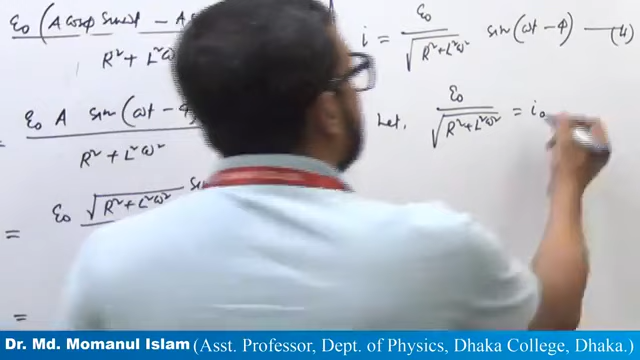 ε₀ (A cosφ sinωt − A s
R² + L²ω²
ε₀ A sin(ωt − φ)
R² + L²ω²
= ε₀ √R²+L²ω² si
=
i = ε₀ / √R²+L²ω² sin(ωt − φ) —(4)
Let, ε₀ / √R²+L²ω² = i₀
Dr. Md. Momanul Islam (Asst. Professor, Dept. of Physics, Dhaka College, Dhaka.)